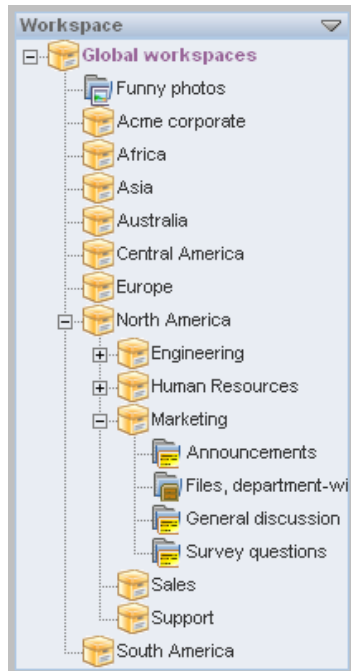 Workspace
Global workspaces
Funny photos
Acme corporate
Africa
Asia
Australia
Central America
Europe
North America
Engineering
Human Resources
Marketing
Announcements
Files, department-wi
General discussion
Survey questions
Sales
Support
South America